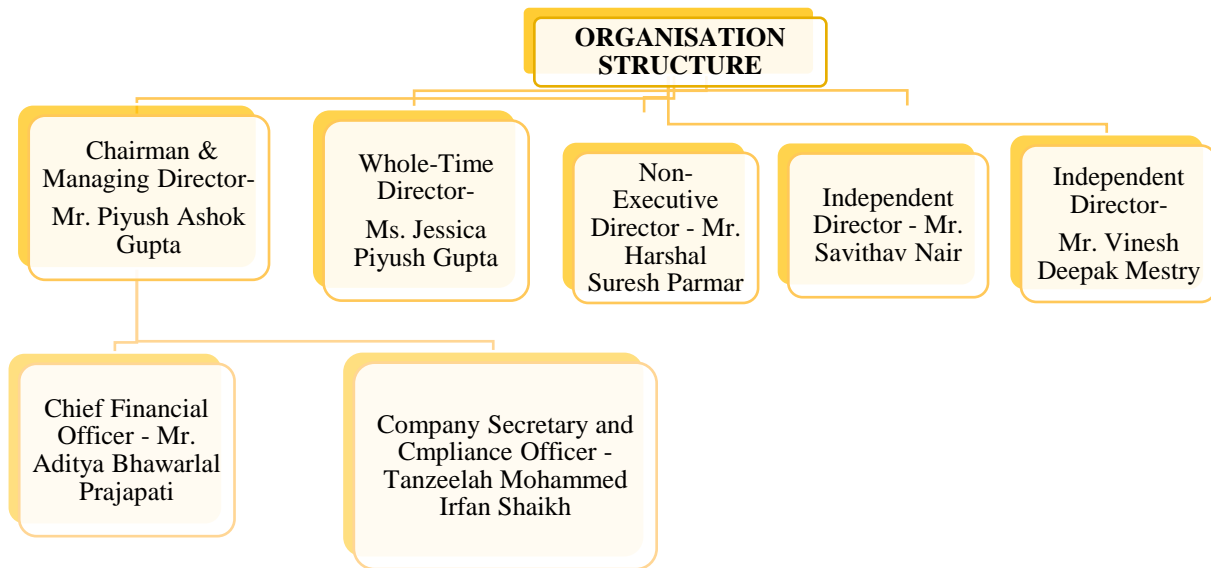 ORGANISATION
STRUCTURE
Chairman &
Managing Director-
Mr. Piyush Ashok
Gupta
Whole-Time
Director-
Ms. Jessica
Piyush Gupta
Non-
Executive
Director - Mr.
Harshal
Suresh Parmar
Independent
Director - Mr.
Savithav Nair
Independent
Director-
Mr. Vinesh
Deepak Mestry
Chief Financial
Officer - Mr.
Aditya Bhawarlal
Prajapati
Company Secretary and
Cmpliance Officer -
Tanzeelah Mohammed
Irfan Shaikh